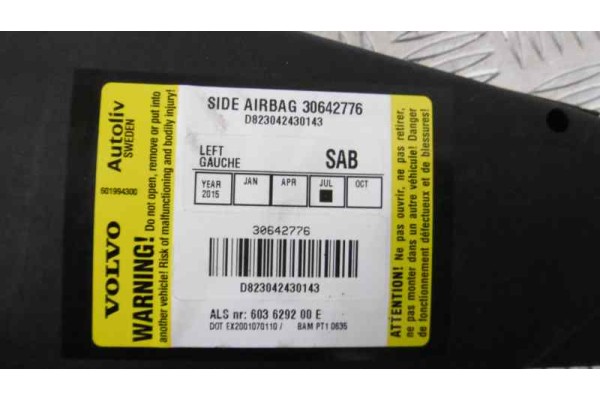 Autoliv
SWEDEN
601994300
VOLVO
WARNING! Do not open, remove or put into
another vehicle! Risk of malfunctioning and bodily injury!
SIDE AIRBAG 30642776
D823042430143
LEFT
GAUCHE
SAB
YEAR
2015
JAN
APR
JUL
OCT
30642776
D823042430143
ALS nr: 603 6292 00 E
DOT EX2001070110 / BAM PT1 0635
ATTENTION! Ne pas ouvrir, ne pas retirer,
ne pas monter dans un autre véhicule! Danger
de fonctionnement défectueux et de blessures!